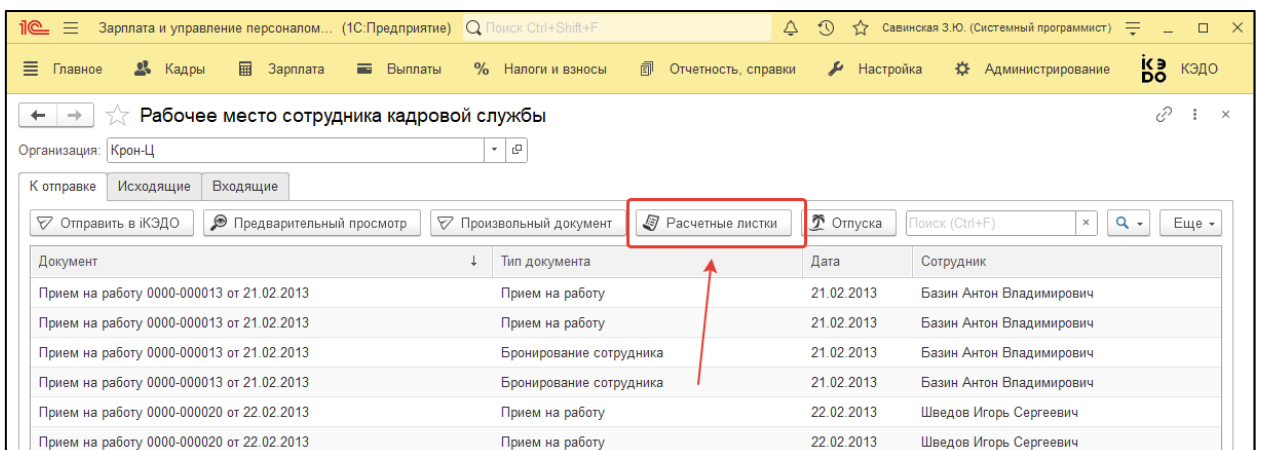 1С Зарплата и управление персоналом... (1С:Предприятие) Поиск Ctrl+Shift+F Савинская З.Ю. (Системный программист)
Главное Кадры Зарплата Выплаты % Налоги и взносы Отчетность, справки Настройка Администрирование iКЭDO КЭДО
Рабочее место сотрудника кадровой службы
Организация: Крон-Ц
К отправке Исходящие Входящие
Отправить в iКЭДО Предварительный просмотр Произвольный документ Расчетные листки Отпуска Поиск (Ctrl+F) × Еще
Документ ↓ Тип документа Дата Сотрудник
Прием на работу 0000-000013 от 21.02.2013 Прием на работу 21.02.2013 Базин Антон Владимирович
Прием на работу 0000-000013 от 21.02.2013 Прием на работу 21.02.2013 Базин Антон Владимирович
Прием на работу 0000-000013 от 21.02.2013 Бронирование сотрудника 21.02.2013 Базин Антон Владимирович
Прием на работу 0000-000013 от 21.02.2013 Бронирование сотрудника 21.02.2013 Базин Антон Владимирович
Прием на работу 0000-000020 от 22.02.2013 Прием на работу 22.02.2013 Шведов Игорь Сергеевич
Прием на работу 0000-000020 от 22.02.2013 Прием на работу 22.02.2013 Шведов Игорь Сергеевич